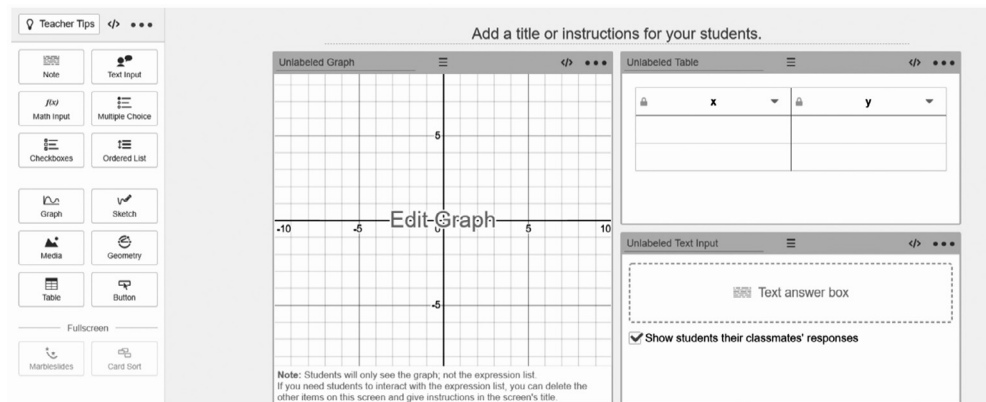 Teacher Tips </> •••
Note
Text Input
f(x)
Math Input
Multiple Choice
Checkboxes
Ordered List
Graph
Sketch
Media
Geometry
Table
Button
Fullscreen
Marbleslides
Card Sort
Add a title or instructions for your students.
Unlabeled Graph </> •••
5
Edit Graph
-10 -5 0 5 10
-5
Note: Students will only see the graph; not the expression list.
If you need students to interact with the expression list, you can delete the
other items on this screen and give instructions in the screen's title.
Unlabeled Table </> •••
x y
Unlabeled Text Input </> •••
Text answer box
Show students their classmates' responses